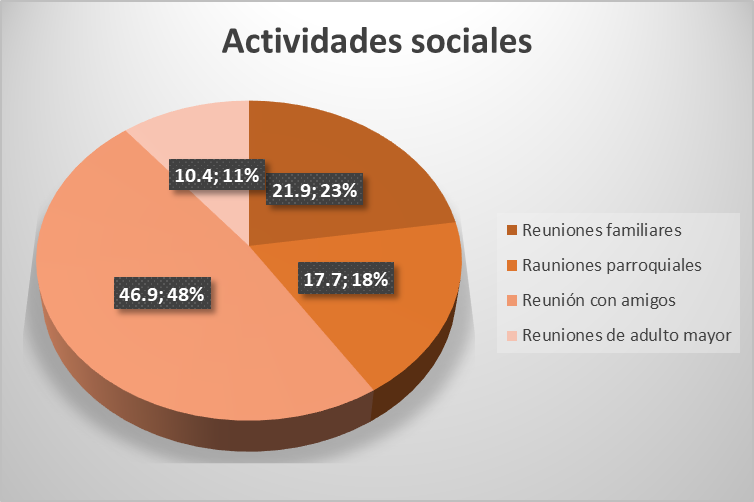 Actividades sociales
10.4; 11%
21.9; 23%
17.7; 18%
46.9; 48%
Reuniones familiares
Rauniones parroquiales
Reunión con amigos
Reuniones de adulto mayor